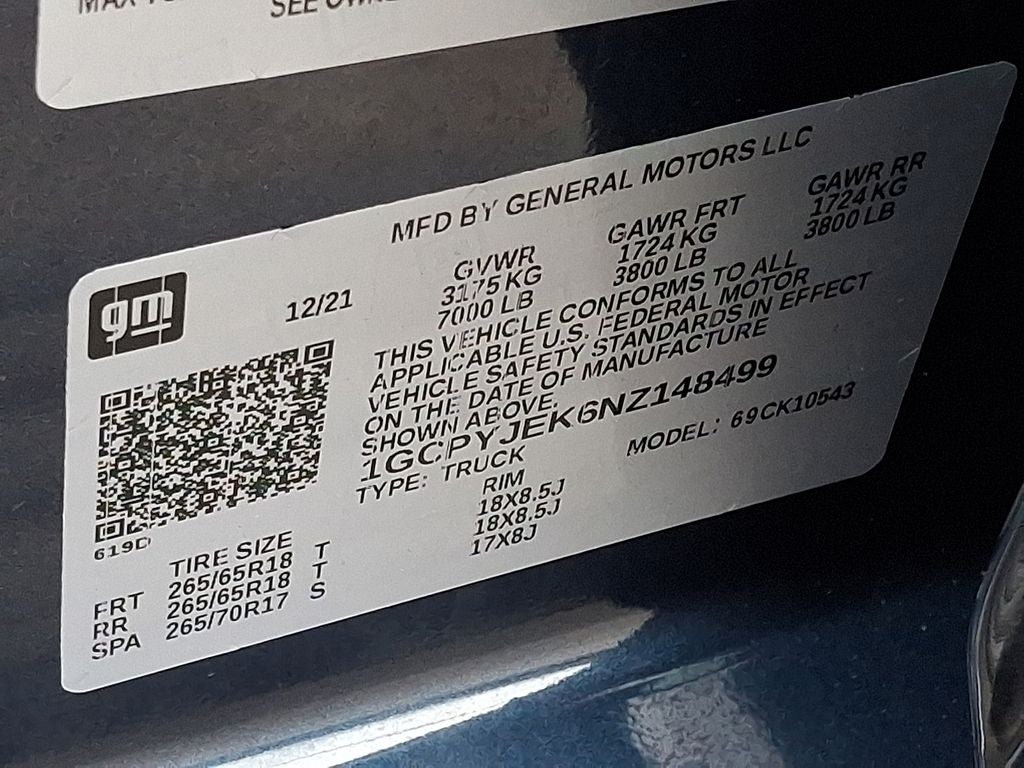 SEE
MFD BY GENERAL MOTORS LLC
gm
12/21
GVWR GAWR FRT GAWR RR
3175 KG 1724 KG 1724 KG
7000 LB 3800 LB 3800 LB
THIS VEHICLE CONFORMS TO ALL
APPLICABLE U.S. FEDERAL MOTOR
VEHICLE SAFETY STANDARDS IN EFFECT
ON THE DATE OF MANUFACTURE
SHOWN ABOVE.
1GCPYJEK6NZ148499
TYPE: TRUCK MODEL: 69CK10543
619D
TIRE SIZE RIM
FRT 265/65R18 T 18X8.5J
RR 265/65R18 T 18X8.5J
SPA 265/70R17 S 17X8J